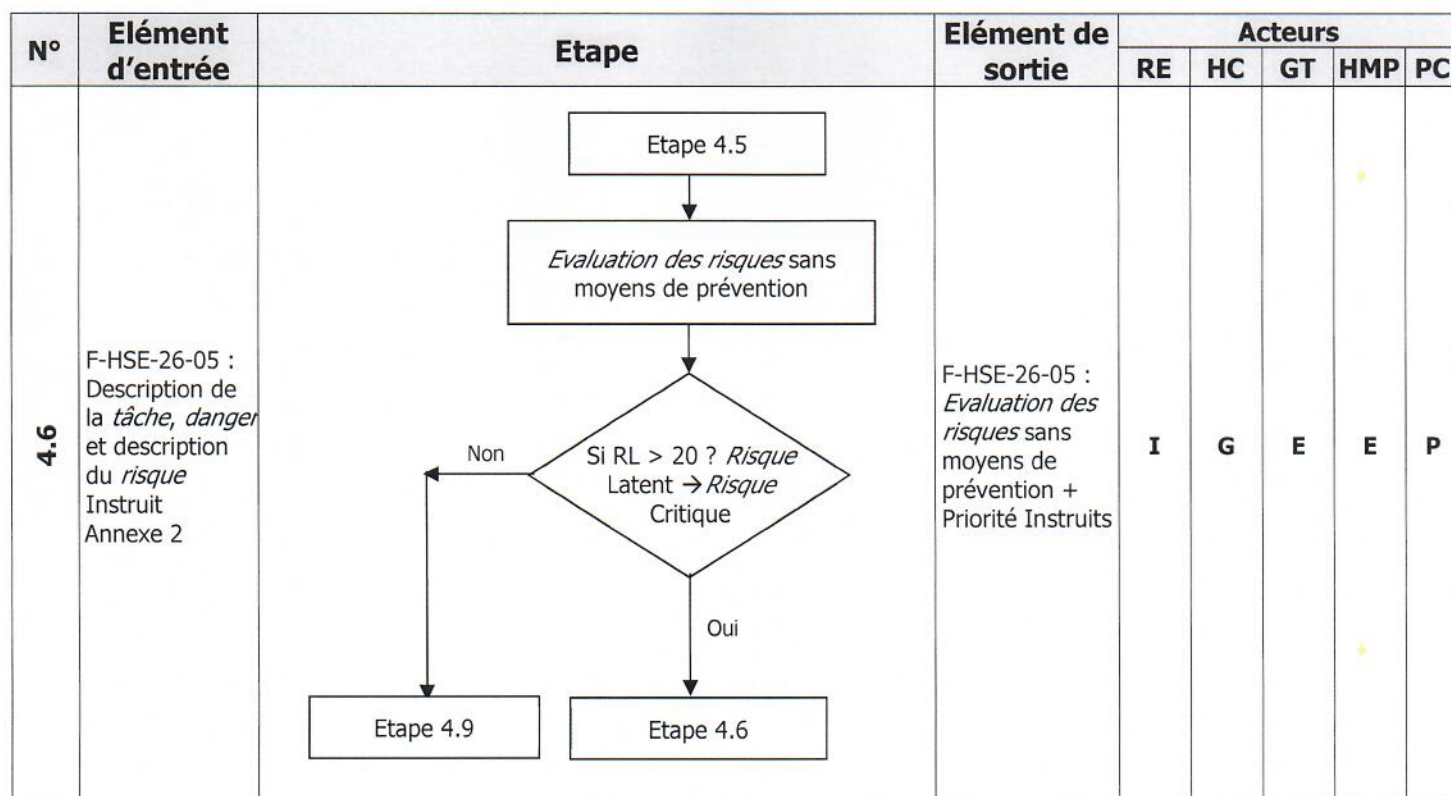 N°
Elément
d'entrée
Etape
Elément de
sortie
Acteurs
RE HC GT HMP PC
4.6
F-HSE-26-05 :
Description de
la tâche, danger
et description
du risque
Instruit
Annexe 2
Etape 4.5
Evaluation des risques sans
moyens de prévention
Si RL > 20 ? Risque
Latent → Risque
Critique
Non
Oui
Etape 4.9
Etape 4.6
F-HSE-26-05 :
Evaluation des
risques sans
moyens de
prévention +
Priorité Instruits
I G E E P